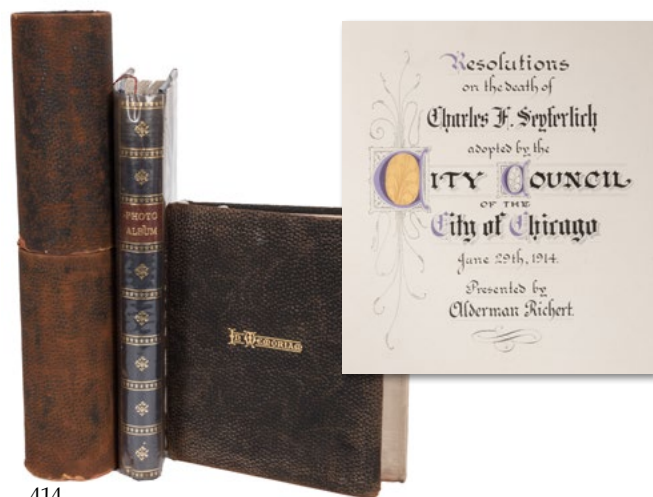 PHOTO
ALBUM
In Memoriam
Resolutions
on the death of
Charles F. Seyferlich
adopted by the
CITY COUNCIL
OF THE
City of Chicago
June 29th, 1914.
Presented by
Alderman Richert.
414